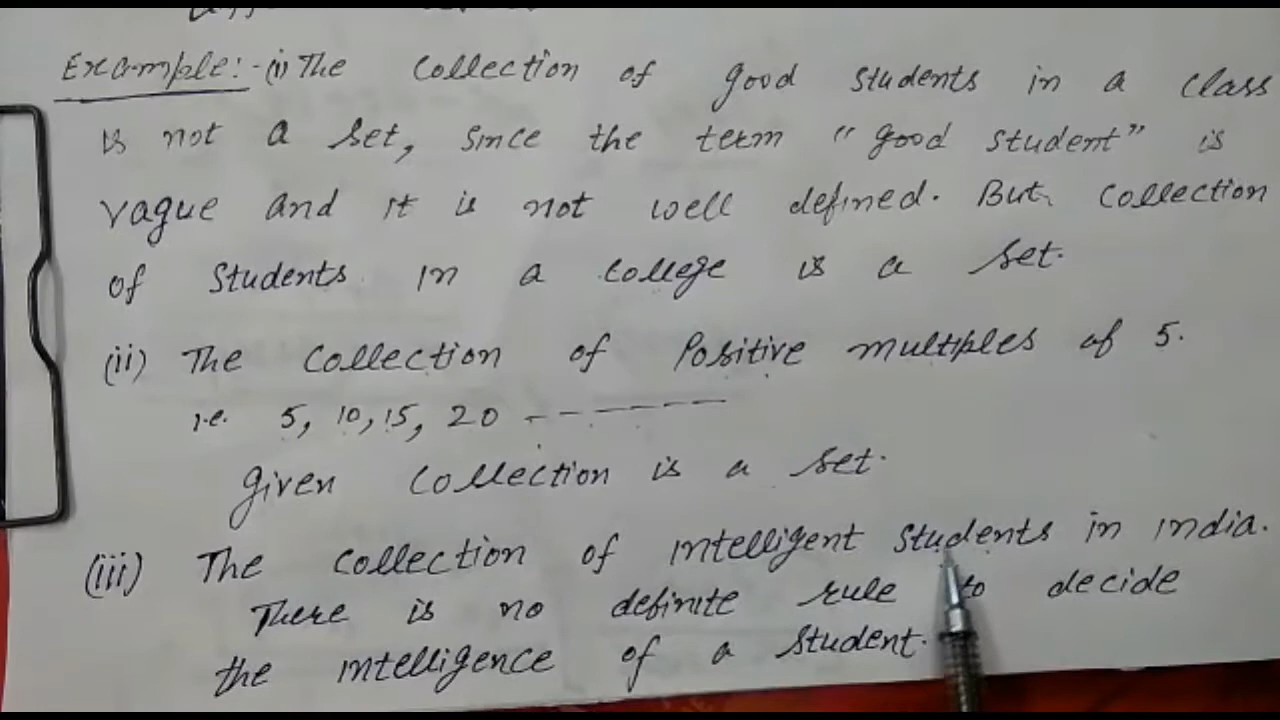 Example:- (i) The collection of good students in a class
is not a set, since the term "good student" is
vague and it is not well defined. But, collection
of students in a college is a set.
(ii) The collection of Positive multiples of 5.
i.e. 5, 10, 15, 20 - - - - - - -
Given collection is a set.
(iii) The collection of intelligent students in India.
There is no definite rule to decide
the intelligence of a student.